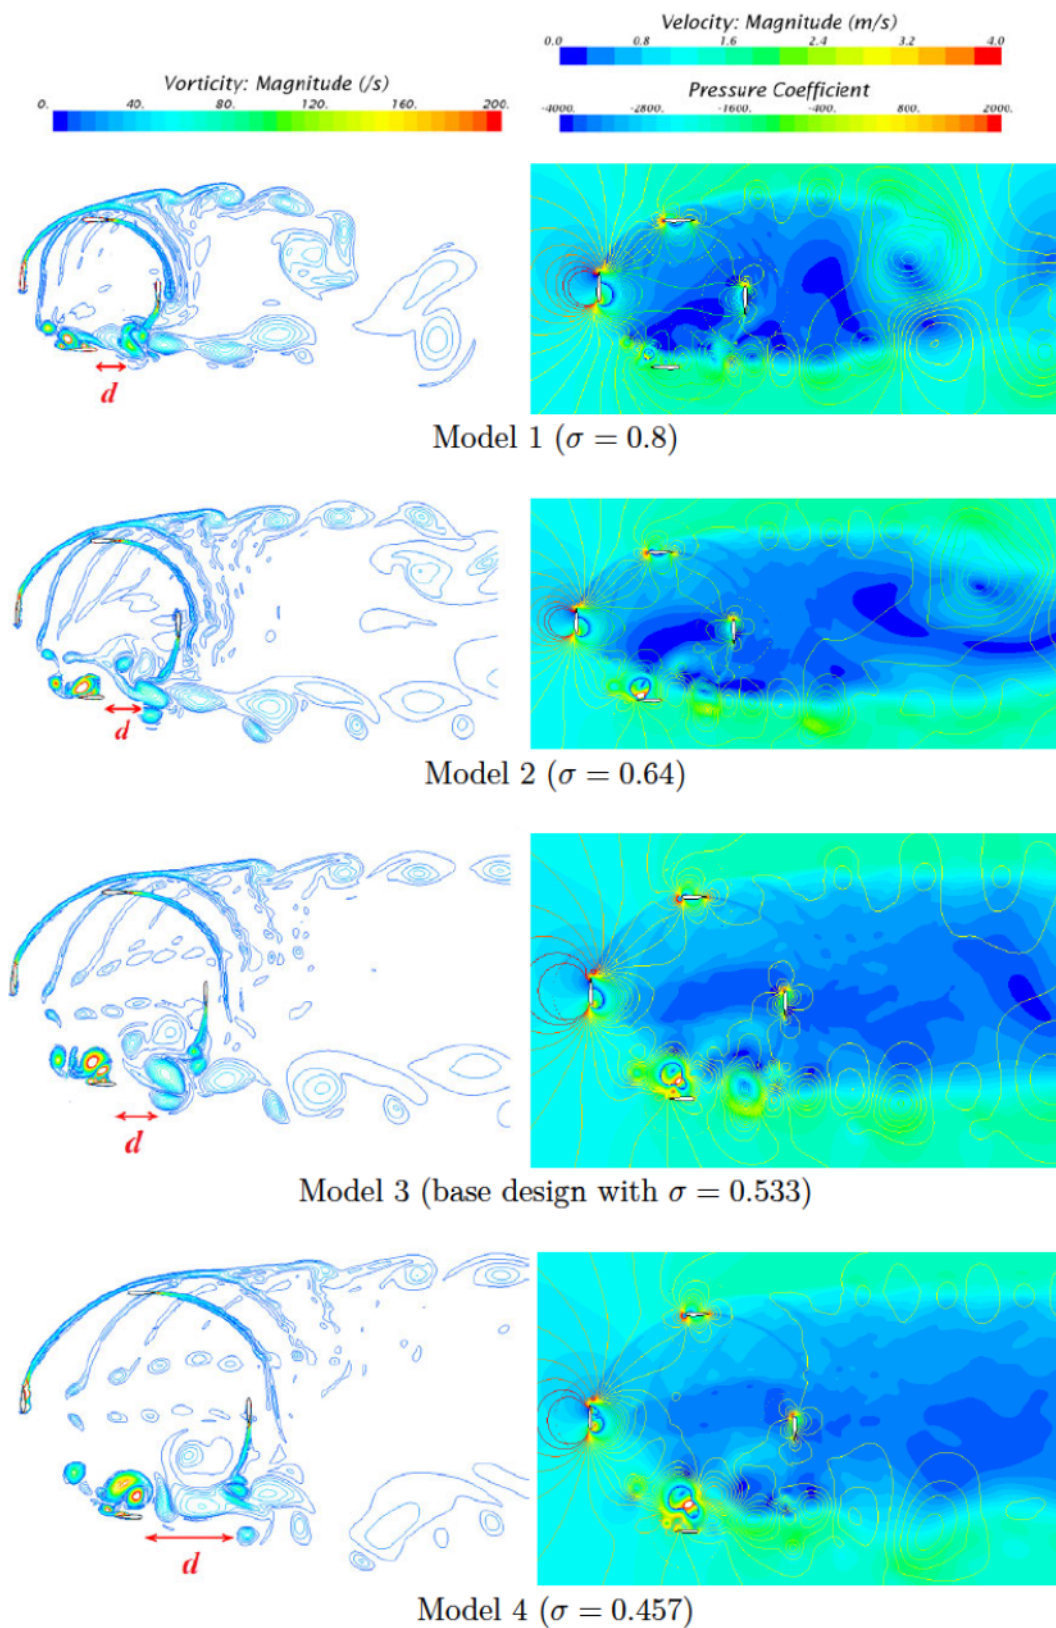 Velocity: Magnitude (m/s)
0.0 0.8 1.6 2.4 3.2 4.0
Vorticity: Magnitude (/s)
0. 40. 80. 120. 160. 200.
Pressure Coefficient
-4000. -2800. -1600. -400. 800. 2000.
d
Model 1 (σ = 0.8)
d
Model 2 (σ = 0.64)
d
Model 3 (base design with σ = 0.533)
d
Model 4 (σ = 0.457)